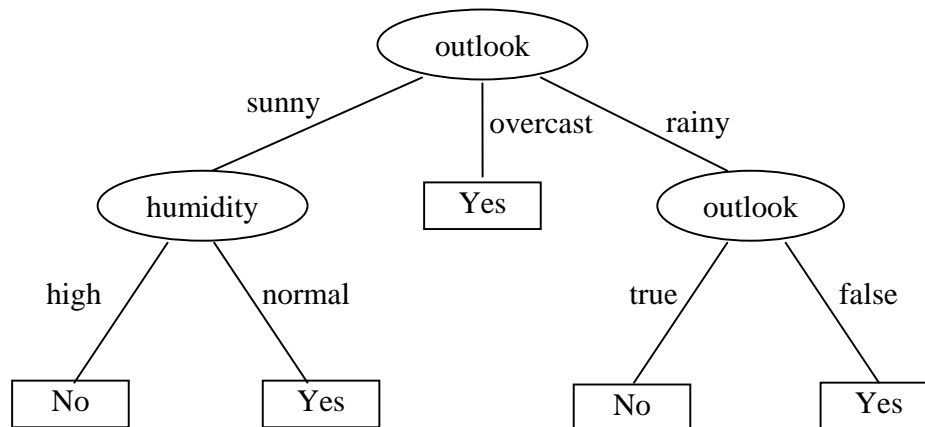 outlook
sunny
overcast
rainy
humidity
Yes
outlook
high
normal
true
false
No
Yes
No
Yes